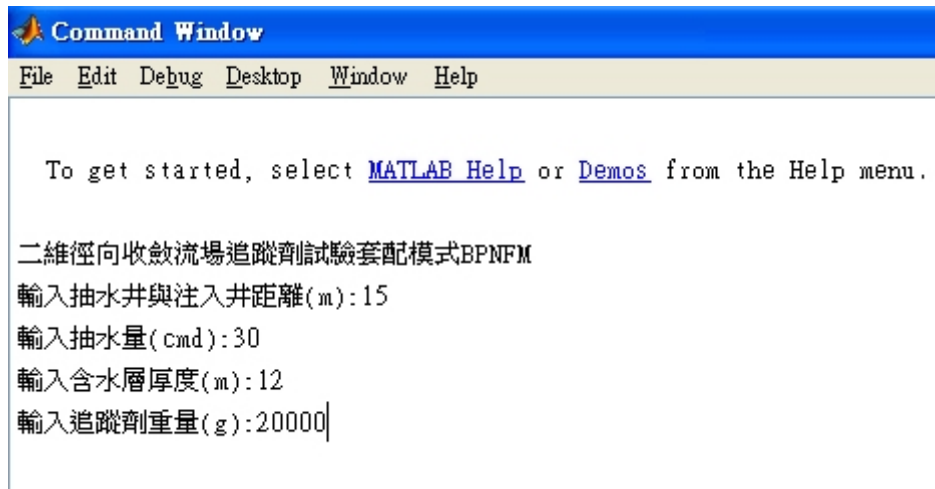 Command Window
File Edit Debug Desktop Window Help
To get started, select MATLAB Help or Demos from the Help menu.
二維徑向收斂流場追蹤劑試驗套配模式BPNFM
輸入抽水井與注入井距離(m):15
輸入抽水量(cmd):30
輸入含水層厚度(m):12
輸入追蹤劑重量(g):20000